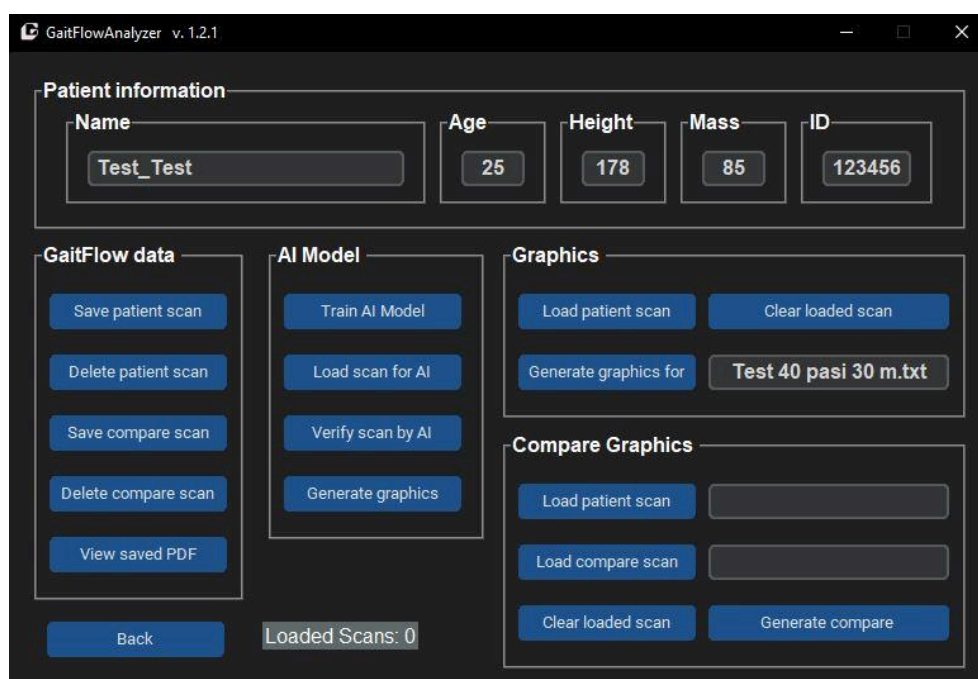 GaitFlowAnalyzer v. 1.2.1
Patient information
Name
Age
Height
Mass
ID
Test_Test
25
178
85
123456
GaitFlow data
Save patient scan
Delete patient scan
Save compare scan
Delete compare scan
View saved PDF
Back
AI Model
Train AI Model
Load scan for AI
Verify scan by AI
Generate graphics
Loaded Scans: 0
Graphics
Load patient scan
Clear loaded scan
Generate graphics for
Test 40 pasi 30 m.txt
Compare Graphics
Load patient scan
Load compare scan
Clear loaded scan
Generate compare